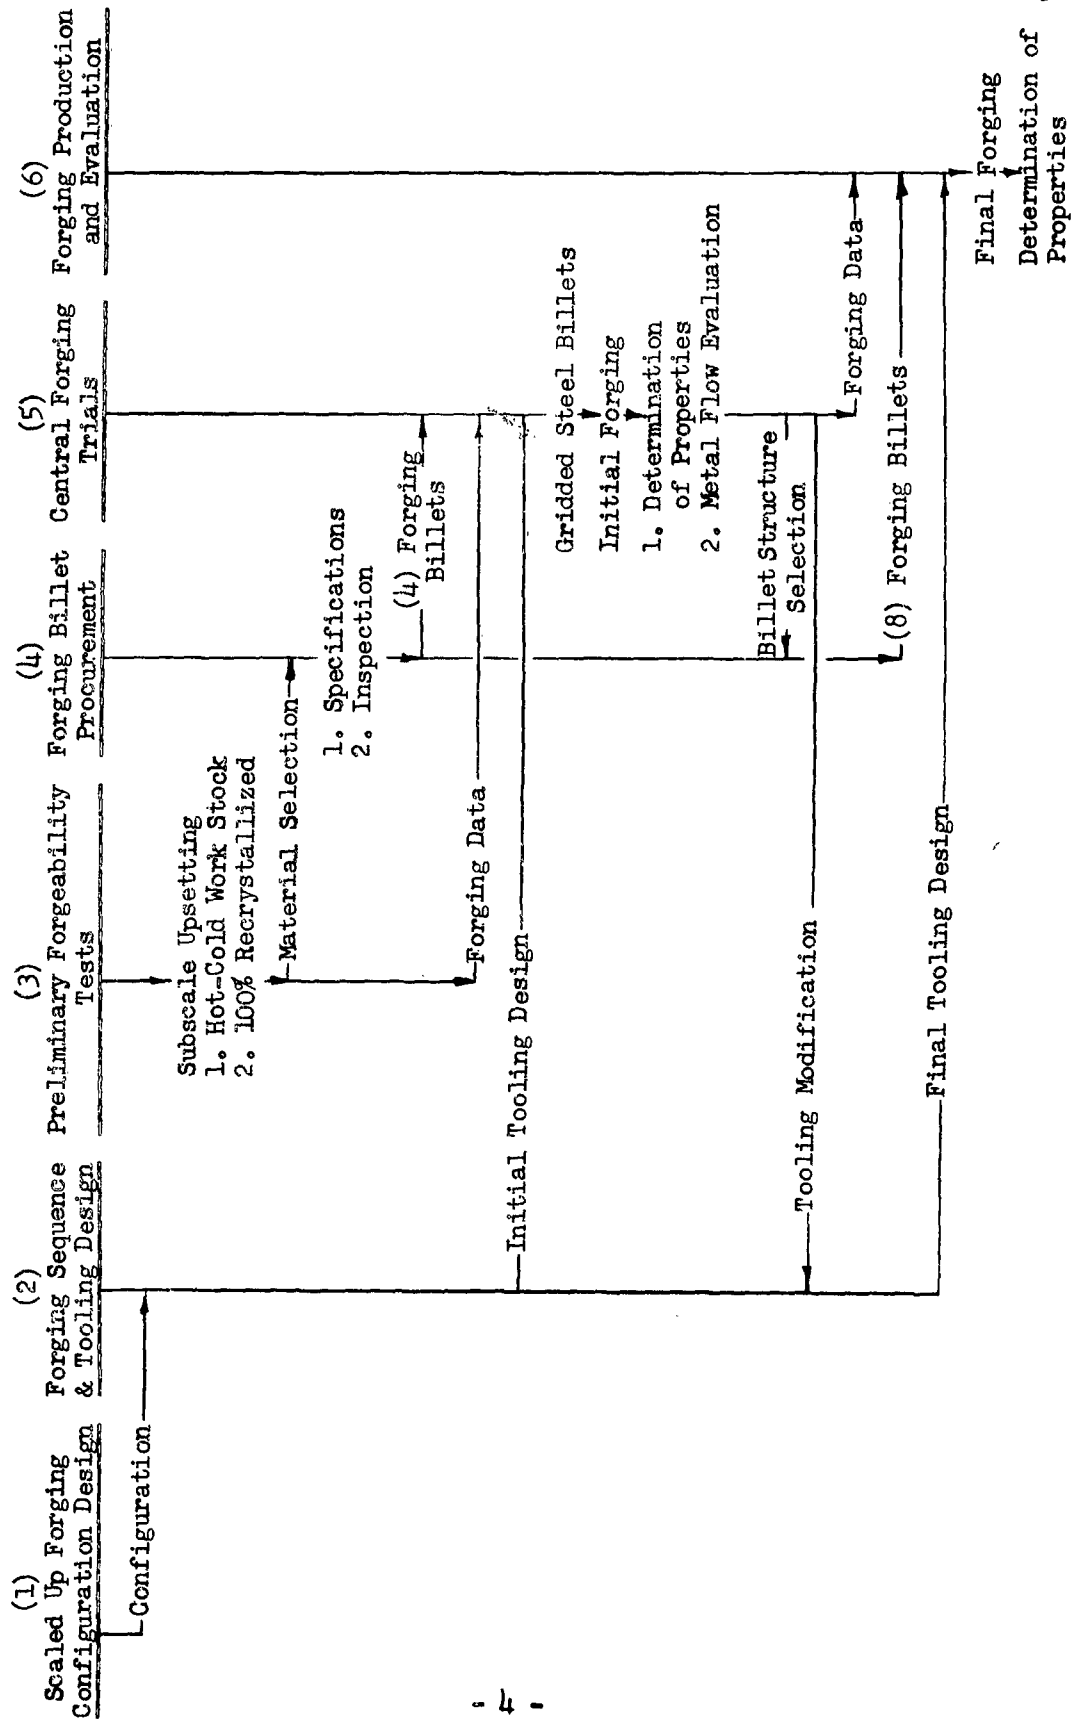 (1)
Scaled Up Forging
Configuration Design
(2)
Forging Sequence
& Tooling Design
(3)
Preliminary Forgeability
Tests
(4)
Forging Billet
Procurement
(5)
Central Forging
Trials
(6)
Forging Production
and Evaluation
Configuration
Subscale Upsetting
1. Hot-Cold Work Stock
2. 100% Recrystallized
Material Selection
1. Specifications
2. Inspection
(4) Forging
Billets
Forging Data
Initial Tooling Design
Gridded Steel Billets
Initial Forging
1. Determination
of Properties
2. Metal Flow Evaluation
Billet Structure
Selection
Tooling Modification
Forging Data
(8) Forging Billets
Final Tooling Design
Final Forging
Determination of
Properties
- 4 -